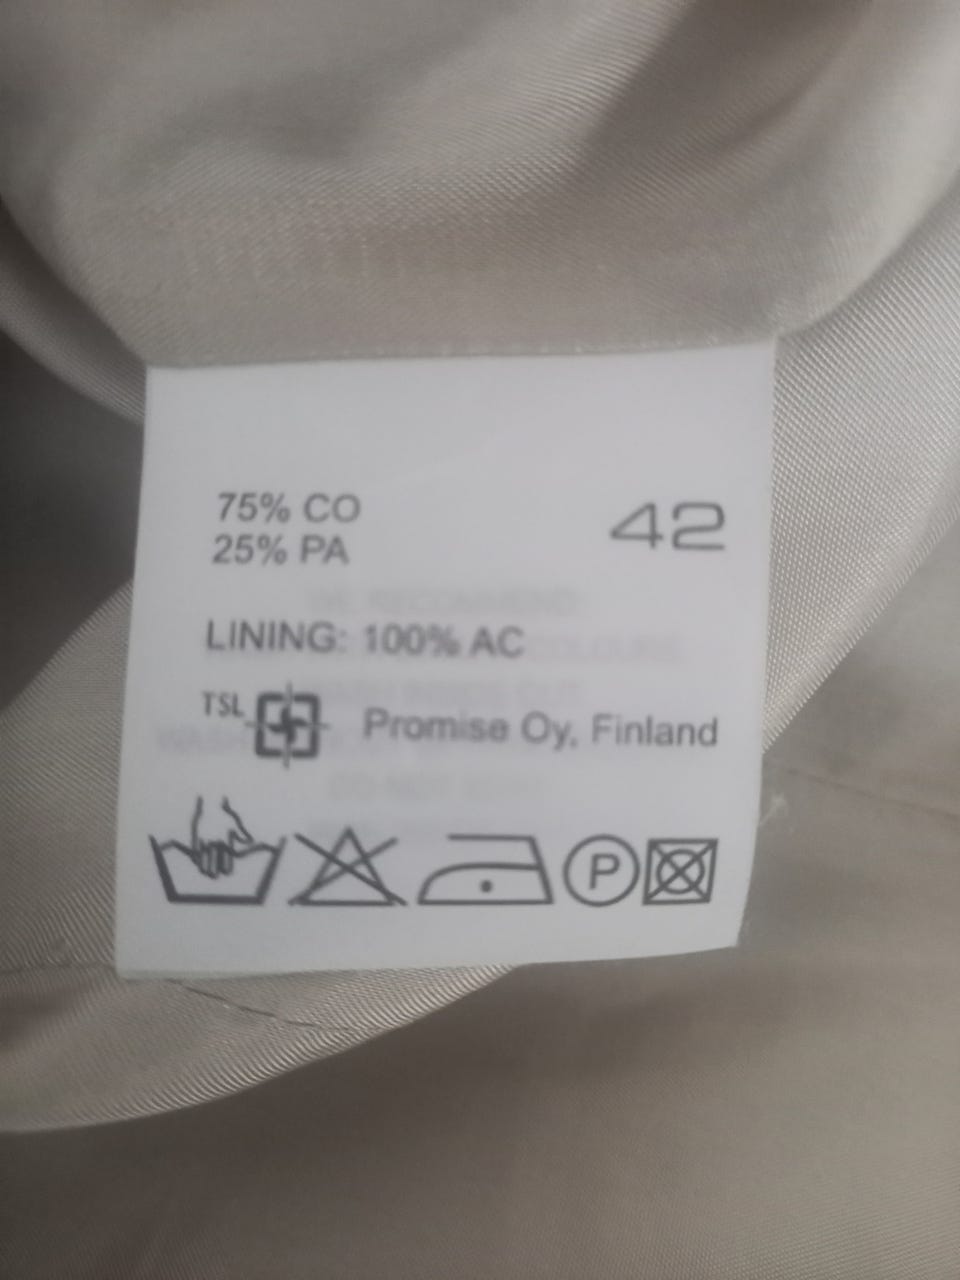 75% CO
25% PA
42
LINING: 100% AC
TSL
Promise Oy, Finland
P